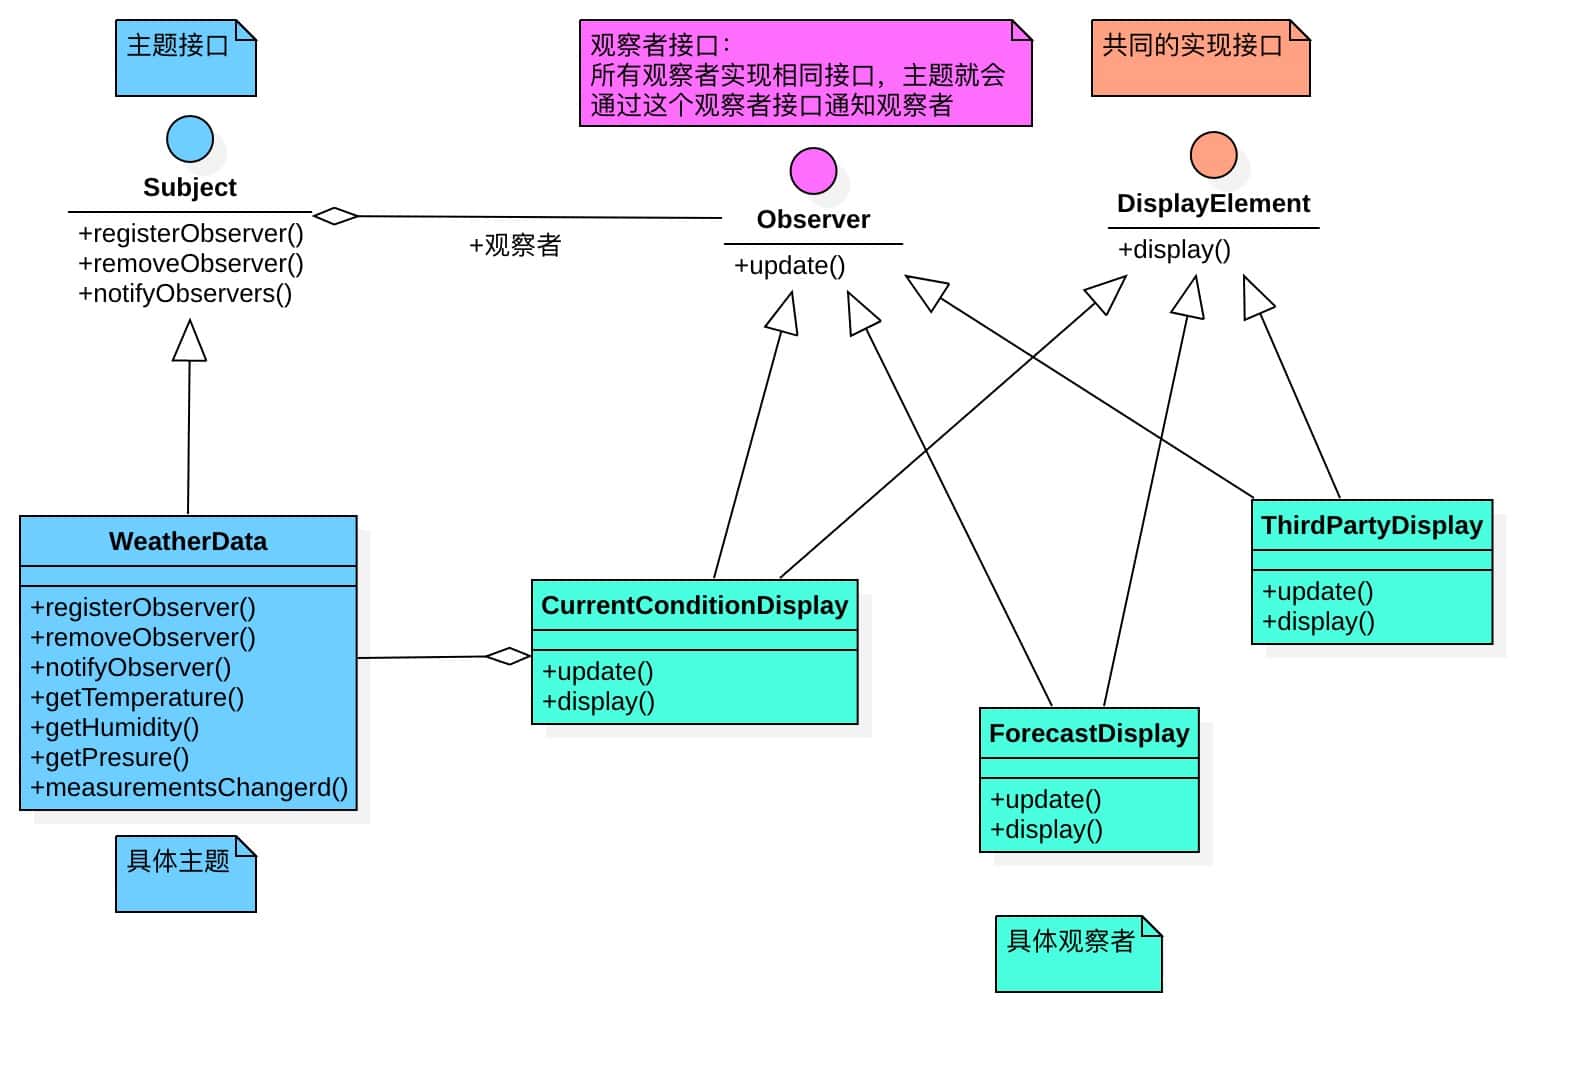 主题接口
观察者接口：
所有观察者实现相同接口，主题就会
通过这个观察者接口通知观察者
共同的实现接口
Subject
+registerObserver()
+removeObserver()
+notifyObservers()
+观察者
Observer
+update()
DisplayElement
+display()
WeatherData
+registerObserver()
+removeObserver()
+notifyObserver()
+getTemperature()
+getHumidity()
+getPresure()
+measurementsChangerd()
具体主题
CurrentConditionDisplay
+update()
+display()
ThirdPartyDisplay
+update()
+display()
ForecastDisplay
+update()
+display()
具体观察者